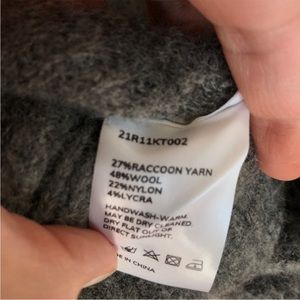 21R11KT002
27%RACCOON YARN
48%WOOL
22%NYLON
4%LYCRA
HANDWASH-WARM.
MAY BE DRY CLEANED.
DRY FLAT OUT OF
DIRECT SUNLIGHT.
MADE IN CHINA